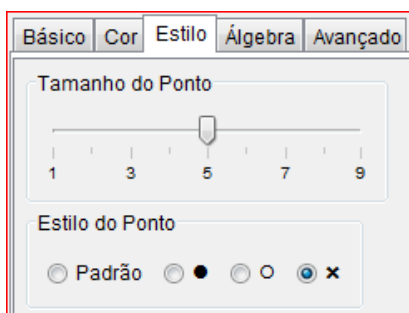 Básico Cor Estilo Álgebra Avançado
Tamanho do Ponto
1 3 5 7 9
Estilo do Ponto
Padrão